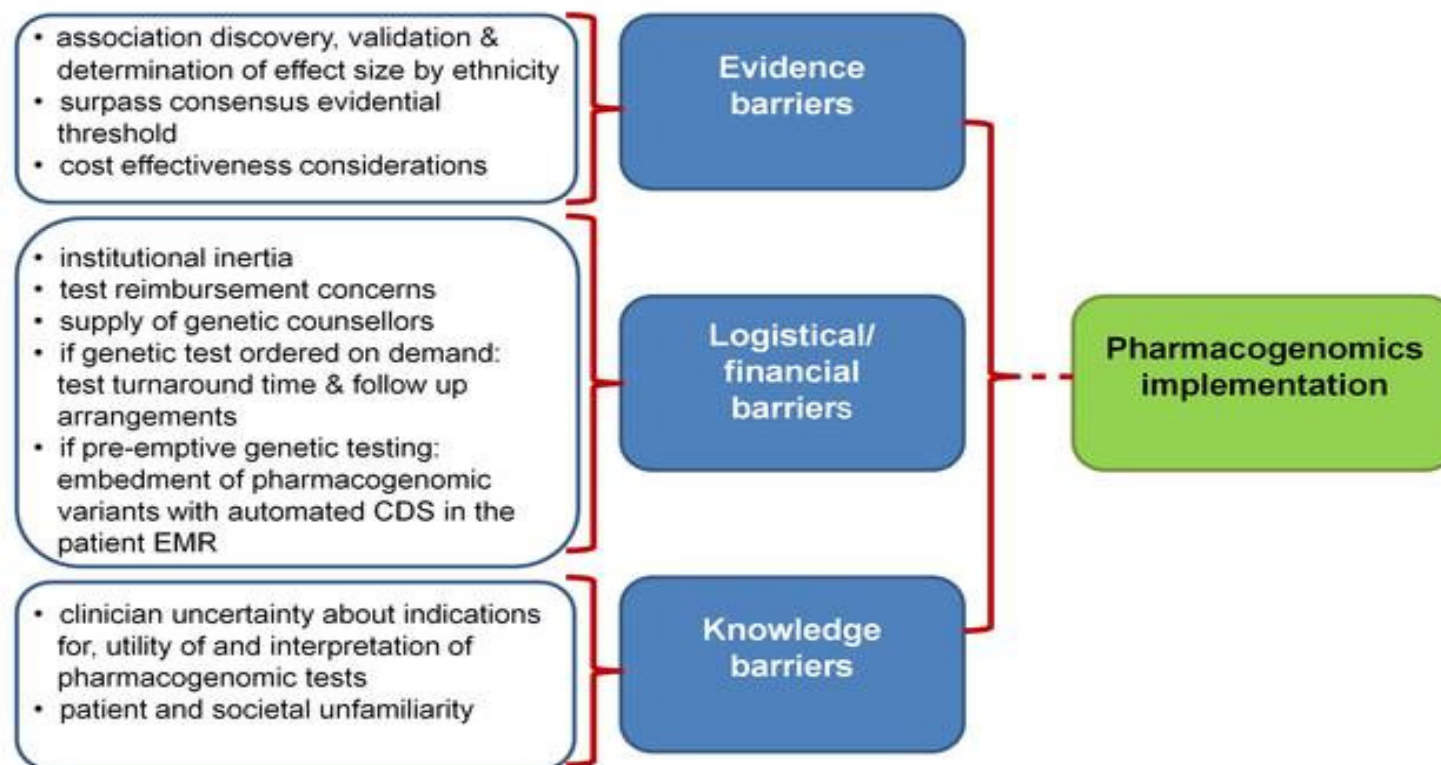 • association discovery, validation &
determination of effect size by ethnicity
• surpass consensus evidential
threshold
• cost effectiveness considerations
Evidence
barriers
• institutional inertia
• test reimbursement concerns
• supply of genetic counsellors
• if genetic test ordered on demand:
test turnaround time & follow up
arrangements
• if pre-emptive genetic testing:
embedment of pharmacogenomic
variants with automated CDS in the
patient EMR
Logistical/
financial
barriers
• clinician uncertainty about indications
for, utility of and interpretation of
pharmacogenomic tests
• patient and societal unfamiliarity
Knowledge
barriers
Pharmacogenomics
implementation